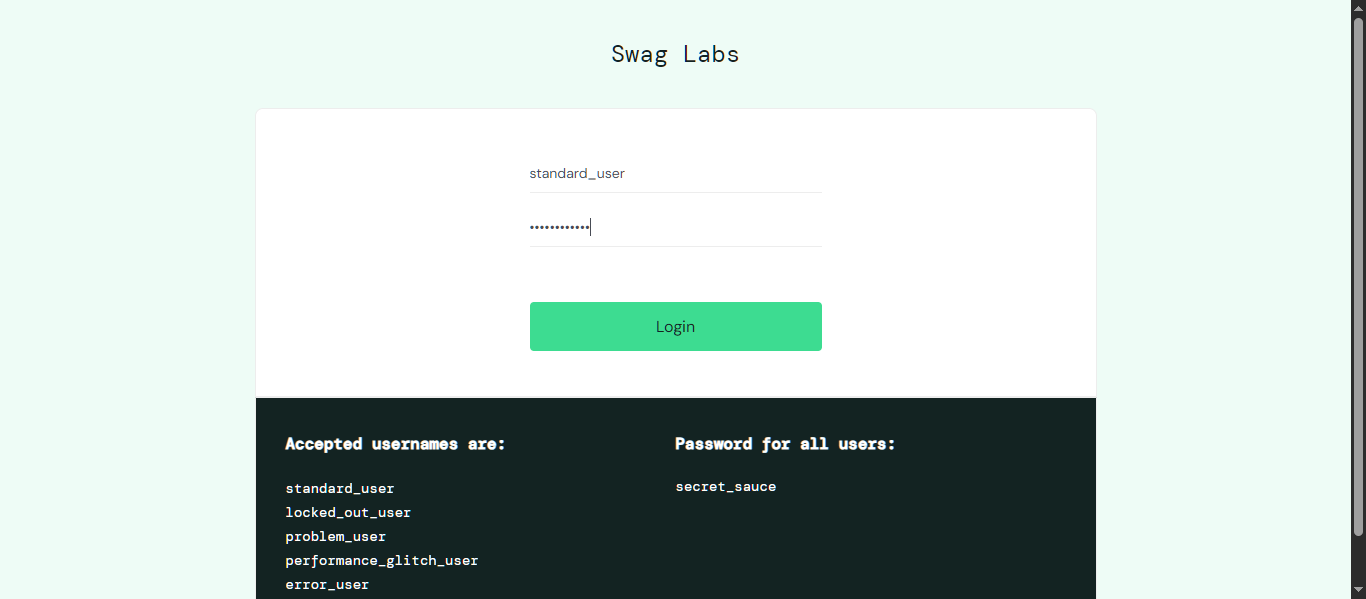 Swag Labs
standard_user
••••••••••••
Login
Accepted usernames are:
standard_user
locked_out_user
problem_user
performance_glitch_user
error_user
Password for all users:
secret_sauce